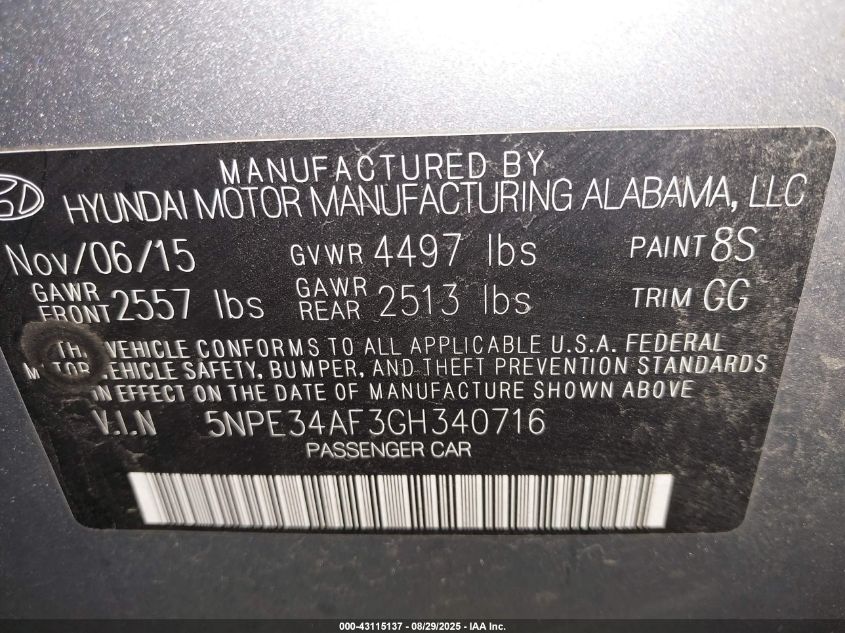 MANUFACTURED BY
HYUNDAI MOTOR MANUFACTURING ALABAMA, LLC
Nov/06/15 GVWR 4497 lbs PAINT 8S
GAWR FRONT 2557 lbs GAWR REAR 2513 lbs TRIM GG
VEHICLE CONFORMS TO ALL APPLICABLE U.S.A. FEDERAL
VEHICLE SAFETY, BUMPER, AND THEFT PREVENTION STANDARDS
IN EFFECT ON THE DATE OF MANUFACTURE SHOWN ABOVE
V.I.N 5NPE34AF3GH340716
PASSENGER CAR
000-43115137 - 08/29/2025 - IAA Inc.